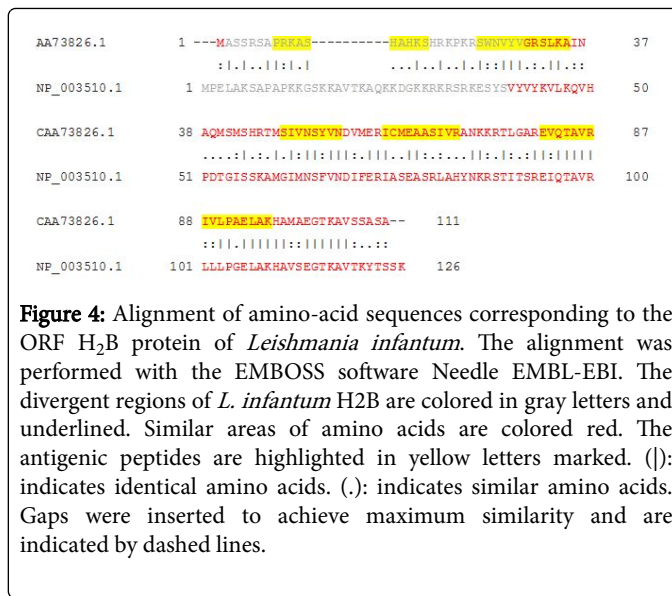 AA73826.1 1 ---MASSRSAPRKAS----------HAHKSHRKPKRSWNVYVGRSLKAIN 37
:|.|..||:|.| ...|.:|..:..:||:|..:|.|..::
NP_003510.1 1 MPELAKSAPAPKKGSKKAVTKAQKKDGKKRKRSRKESYSVYVYKVLKQVH 50
CAA73826.1 38 AQMSMSHRTMSIVNSYVNDVMERICMEAASIVRANKKRTLGAREVQTAVR 87
NP_003510.1 51 PDTGISSKAMGIMNSFVNDIFERIASEASRLAHYNKRSTITSREIQTAVR 100
CAA73826.1 88 IVLPAELAKHAMAEGTKAVSSASA-- 111
::||.||||||::||||||:..::
NP_003510.1 101 LLLPGELAKHAVSEGTKAVTKYTSSK 126
Figure 4: Alignment of amino-acid sequences corresponding to the
ORF H2B protein of Leishmania infantum. The alignment was
performed with the EMBOSS software Needle EMBL-EBI. The
divergent regions of L. infantum H2B are colored in gray letters and
underlined. Similar areas of amino acids are colored red. The
antigenic peptides are highlighted in yellow letters marked. (|):
indicates identical amino acids. (.): indicates similar amino acids.
Gaps were inserted to achieve maximum similarity and are
indicated by dashed lines.